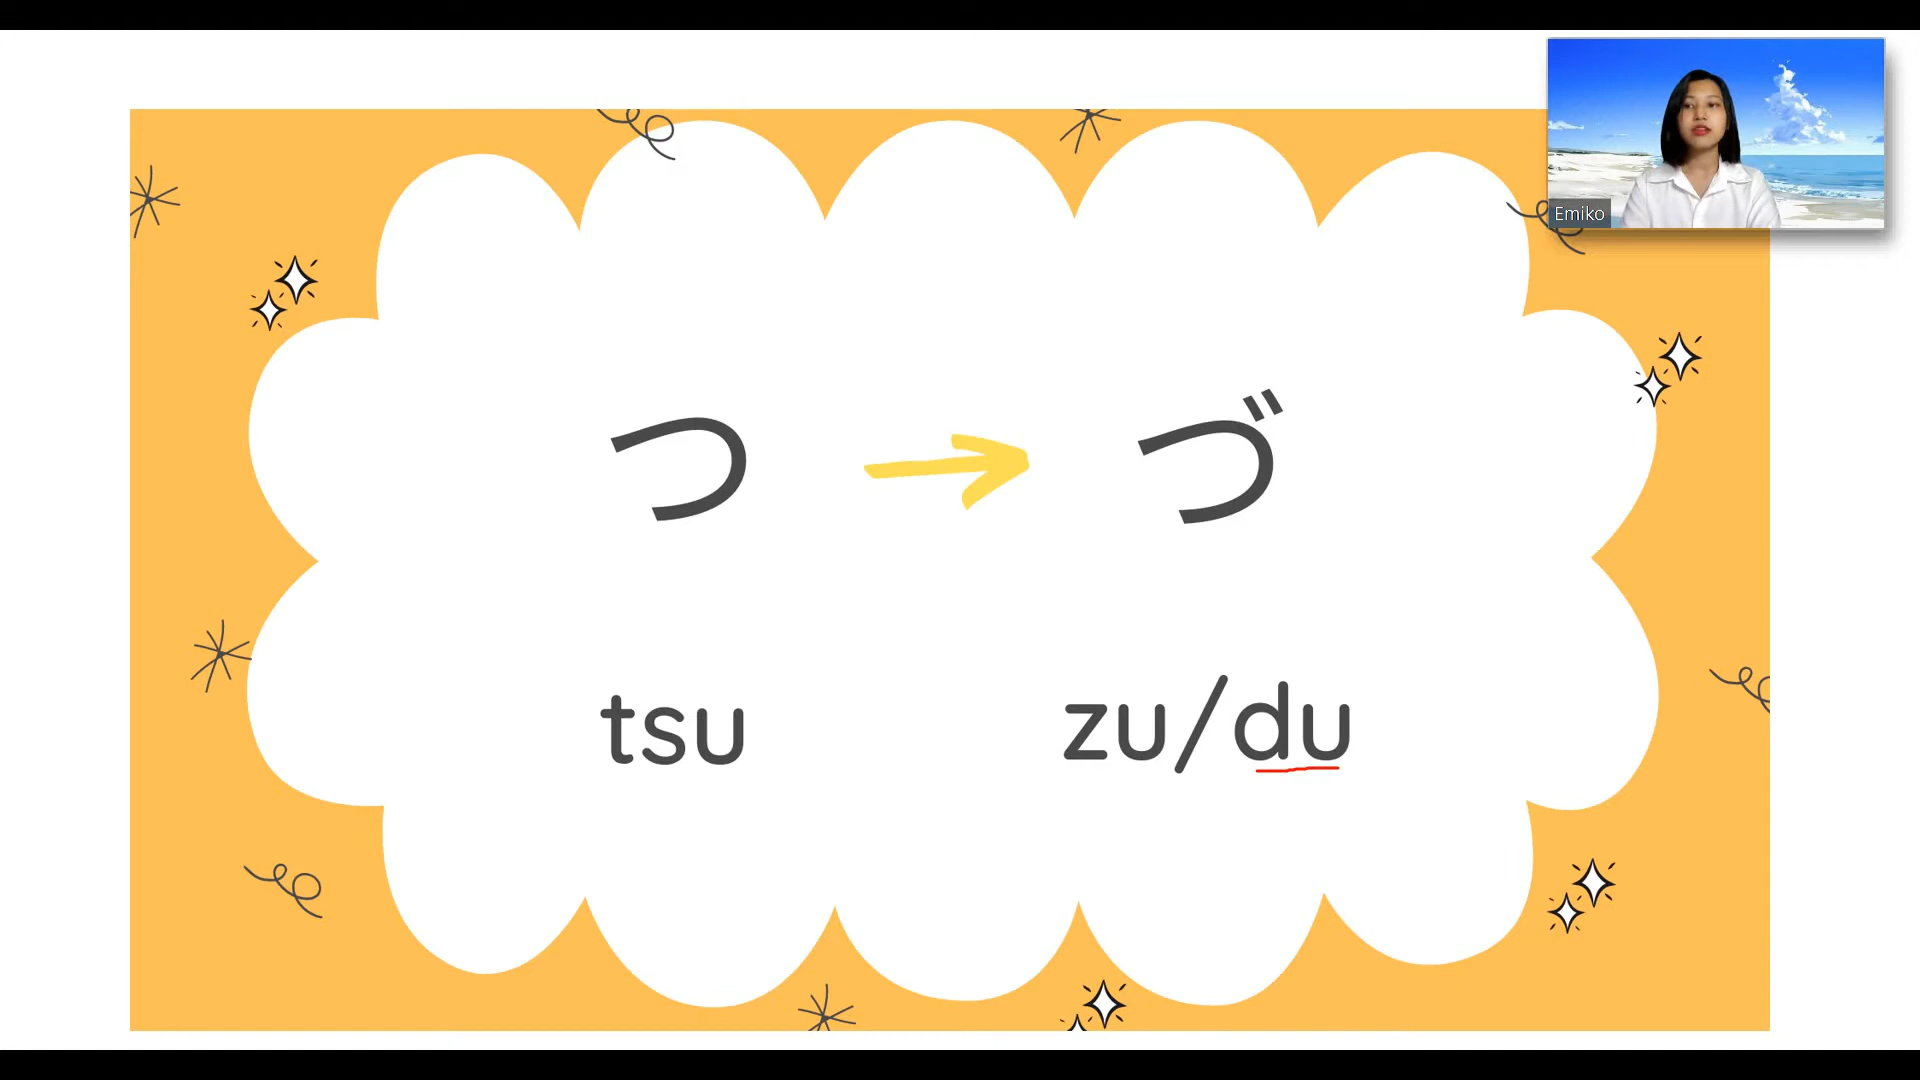 Emiko
つ → づ
tsu zu/du